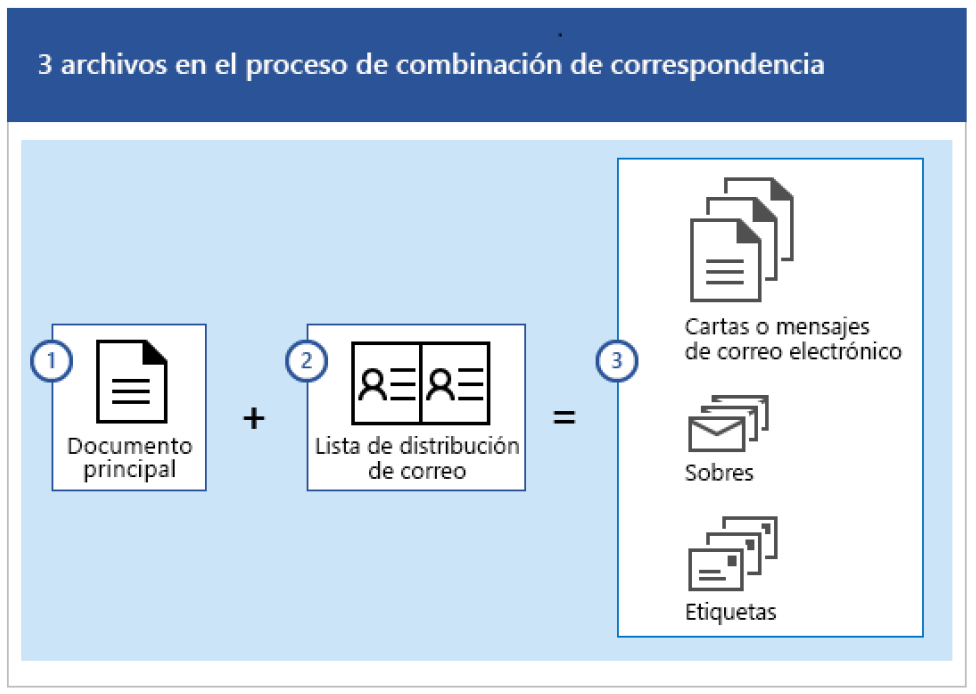 3 archivos en el proceso de combinación de correspondencia
1
Documento
principal
+
2
Lista de distribución
de correo
=
3
Cartas o mensajes
de correo electrónico
Sobres
Etiquetas